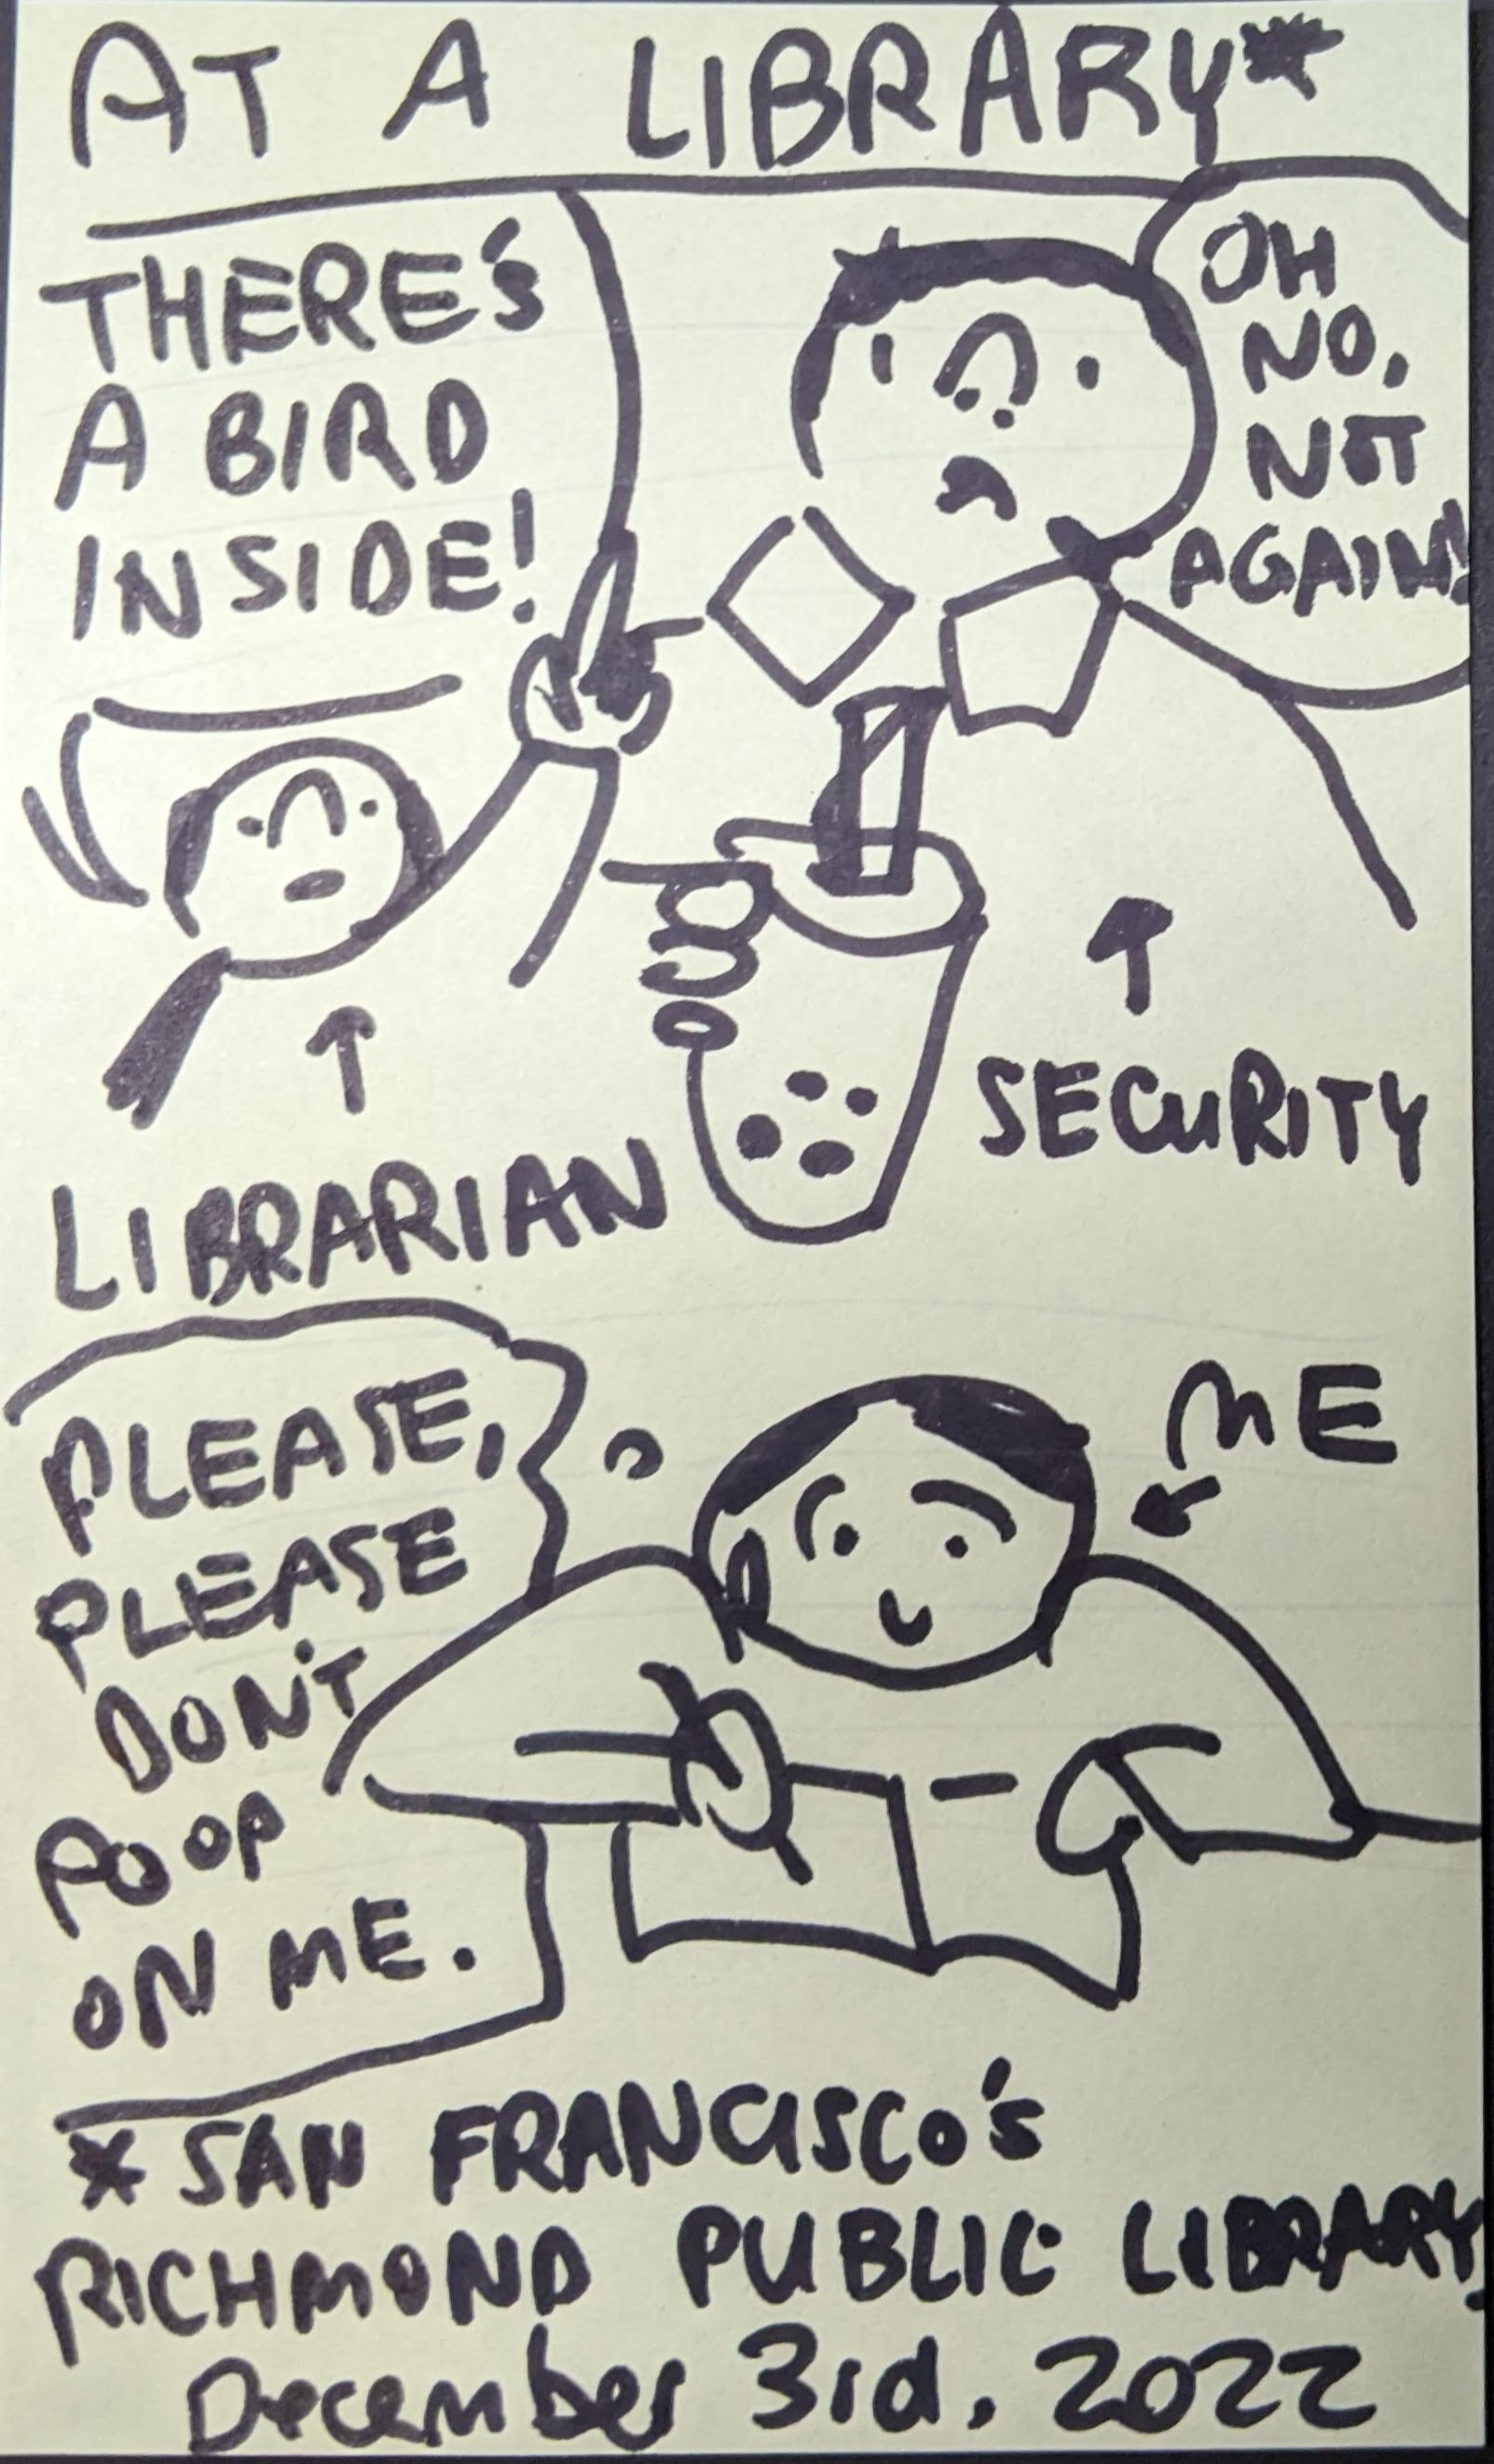 AT A LIBRARY*
THERE'S
A BIRD
INSIDE!
OH
NO,
NOT
AGAIN!
LIBRARIAN
SECURITY
PLEASE,
PLEASE
DON'T
POOP
ON ME.
ME
* SAN FRANCISCO'S
RICHMOND PUBLIC LIBRARY,
December 3rd, 2022